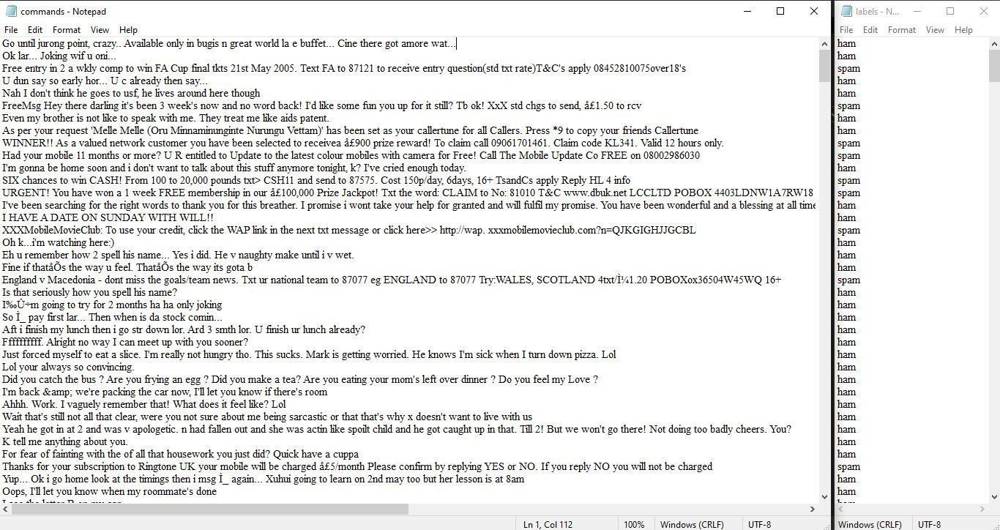 commands - Notepad
File Edit Format View Help
Go until jurong point, crazy.. Available only in bugis n great world la e buffet... Cine there got amore wat...
Ok lar... Joking wif u oni...
Free entry in 2 a wkly comp to win FA Cup final tkts 21st May 2005. Text FA to 87121 to receive entry question(std txt rate)T&C's apply 08452810075over18's
U dun say so early hor... U c already then say...
Nah I don't think he goes to usf, he lives around here though
FreeMsg Hey there darling it's been 3 week's now and no word back! I'd like some fun you up for it still? Tb ok! XxX std chgs to send, å£1.50 to rcv
Even my brother is not like to speak with me. They treat me like aids patent.
As per your request 'Melle Melle (Oru Minnaminunginte Nurungu Vettam)' has been set as your callertune for all Callers. Press *9 to copy your friends Callertune
WINNER!! As a valued network customer you have been selected to receivea å£900 prize reward! To claim call 09061701461. Claim code KL341. Valid 12 hours only.
Had your mobile 11 months or more? U R entitled to Update to the latest colour mobiles with camera for Free! Call The Mobile Update Co FREE on 08002986030
I'm gonna be home soon and i don't want to talk about this stuff anymore tonight, k? I've cried enough today.
SIX chances to win CASH! From 100 to 20,000 pounds txt> CSH11 and send to 87575. Cost 150p/day, 6days, 16+ TsandCs apply Reply HL 4 info
URGENT! You have won a 1 week FREE membership in our å£100,000 Prize Jackpot! Txt the word: CLAIM to No: 81010 T&C www.dbuk.net LCCLTD POBOX 4403LDNW1A7RW18
I've been searching for the right words to thank you for this breather. I promise i wont take your help for granted and will fulfil my promise. You have been wonderful and a blessing at all time
I HAVE A DATE ON SUNDAY WITH WILL!!
XXXMobileMovieClub: To use your credit, click the WAP link in the next txt message or click here>> http://wap. xxxmobilemovieclub.com?n=QJKGIGHJJGCBL
Oh k...i'm watching here:)
Eh u remember how 2 spell his name... Yes i did. He v naughty make until i v wet.
Fine if thatåÕs the way u feel. ThatåÕs the way its gota b
England v Macedonia - dont miss the goals/team news. Txt ur national team to 87077 eg ENGLAND to 87077 Try:WALES, SCOTLAND 4txt/Ì¼1.20 POBOXox36504W45WQ 16+
Is that seriously how you spell his name?
I‰Û÷m going to try for 2 months ha ha only joking
So Ì_ pay first lar... Then when is da stock comin...
Aft i finish my lunch then i go str down lor. Ard 3 smth lor. U finish ur lunch already?
Ffffffffff. Alright no way I can meet up with you sooner?
Just forced myself to eat a slice. I'm really not hungry tho. This sucks. Mark is getting worried. He knows I'm sick when I turn down pizza. Lol
Lol your always so convincing.
Did you catch the bus ? Are you frying an egg ? Did you make a tea? Are you eating your mom's left over dinner ? Do you feel my Love ?
I'm back &amp; we're packing the car now, I'll let you know if there's room
Ahhh. Work. I vaguely remember that! What does it feel like? Lol
Wait that's still not all that clear, were you not sure about me being sarcastic or that that's why x doesn't want to live with us
Yeah he got in at 2 and was v apologetic. n had fallen out and she was actin like spoilt child and he got caught up in that. Till 2! But we won't go there! Not doing too badly cheers. You?
K tell me anything about you.
For fear of fainting with the of all that housework you just did? Quick have a cuppa
Thanks for your subscription to Ringtone UK your mobile will be charged å£5/month Please confirm by replying YES or NO. If you reply NO you will not be charged
Yup... Ok i go home look at the timings then i msg Ì_ again... Xuhui going to learn on 2nd may too but her lesson is at 8am
Oops, I'll let you know when my roommate's done
Ln 1, Col 112 100% Windows (CRLF) UTF-8
labels - N...
File Edit Format View Help
ham
ham
spam
ham
ham
spam
ham
ham
spam
spam
ham
spam
spam
ham
ham
spam
ham
ham
ham
spam
ham
ham
ham
ham
ham
ham
ham
ham
ham
ham
ham
ham
ham
ham
spam
ham
ham
ham
Windows (CRLF) UTF-8